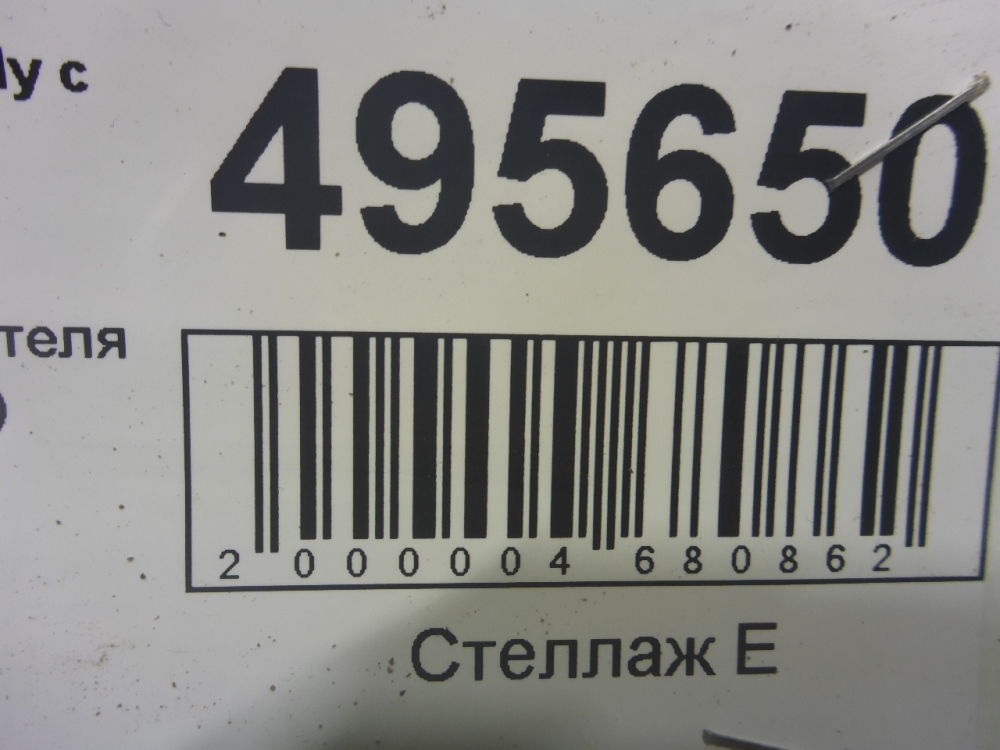 с
495650
теля
2 000004 680862
Стеллаж Е